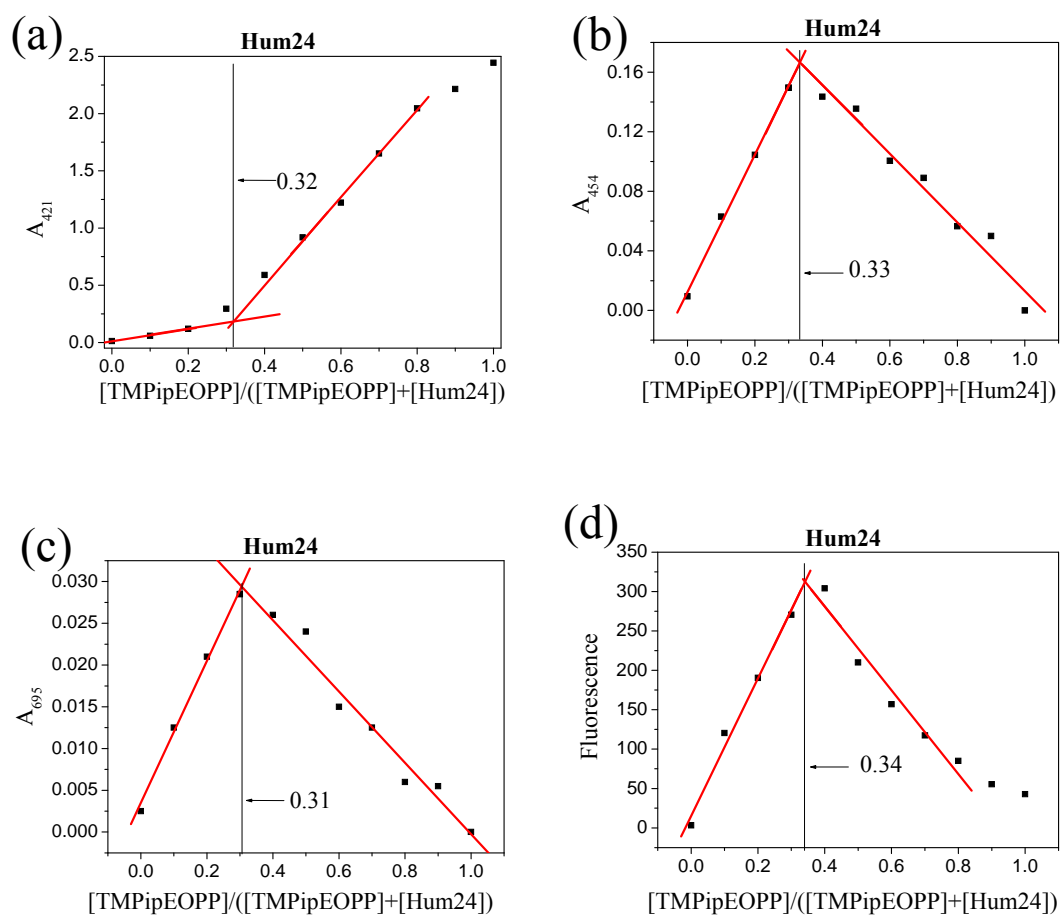 (a)
Hum24
2.5
2.0
1.5
1.0
0.5
0.0
A421
0.32
0.0 0.2 0.4 0.6 0.8 1.0
[TMPipEOPP]/([TMPipEOPP]+[Hum24])
(b)
Hum24
0.16
0.12
0.08
0.04
0.00
A454
0.33
0.0 0.2 0.4 0.6 0.8 1.0
[TMPipEOPP]/([TMPipEOPP]+[Hum24])
(c)
Hum24
0.030
0.025
0.020
0.015
0.010
0.005
0.000
A695
0.31
0.0 0.2 0.4 0.6 0.8 1.0
[TMPipEOPP]/([TMPipEOPP]+[Hum24])
(d)
Hum24
350
300
250
200
150
100
50
0
Fluorescence
0.34
0.0 0.2 0.4 0.6 0.8 1.0
[TMPipEOPP]/([TMPipEOPP]+[Hum24])